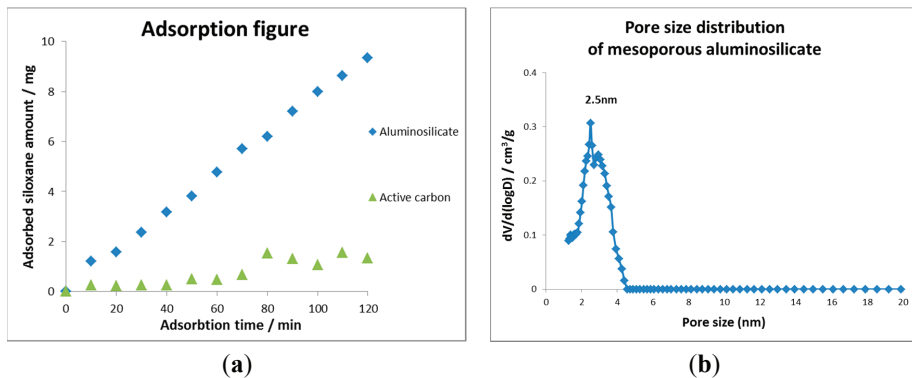 Adsorption figure
Adsorbed siloxane amount / mg
10
8
6
4
2
0
0 20 40 60 80 100 120
Adsorbtion time / min
Aluminosilicate
Active carbon
(a)
Pore size distribution
of mesoporous aluminosilicate
dV/d(logD) / cm³/g
0.4
0.3
0.2
0.1
0
2.5nm
0 2 4 6 8 10 12 14 16 18 20
Pore size (nm)
(b)